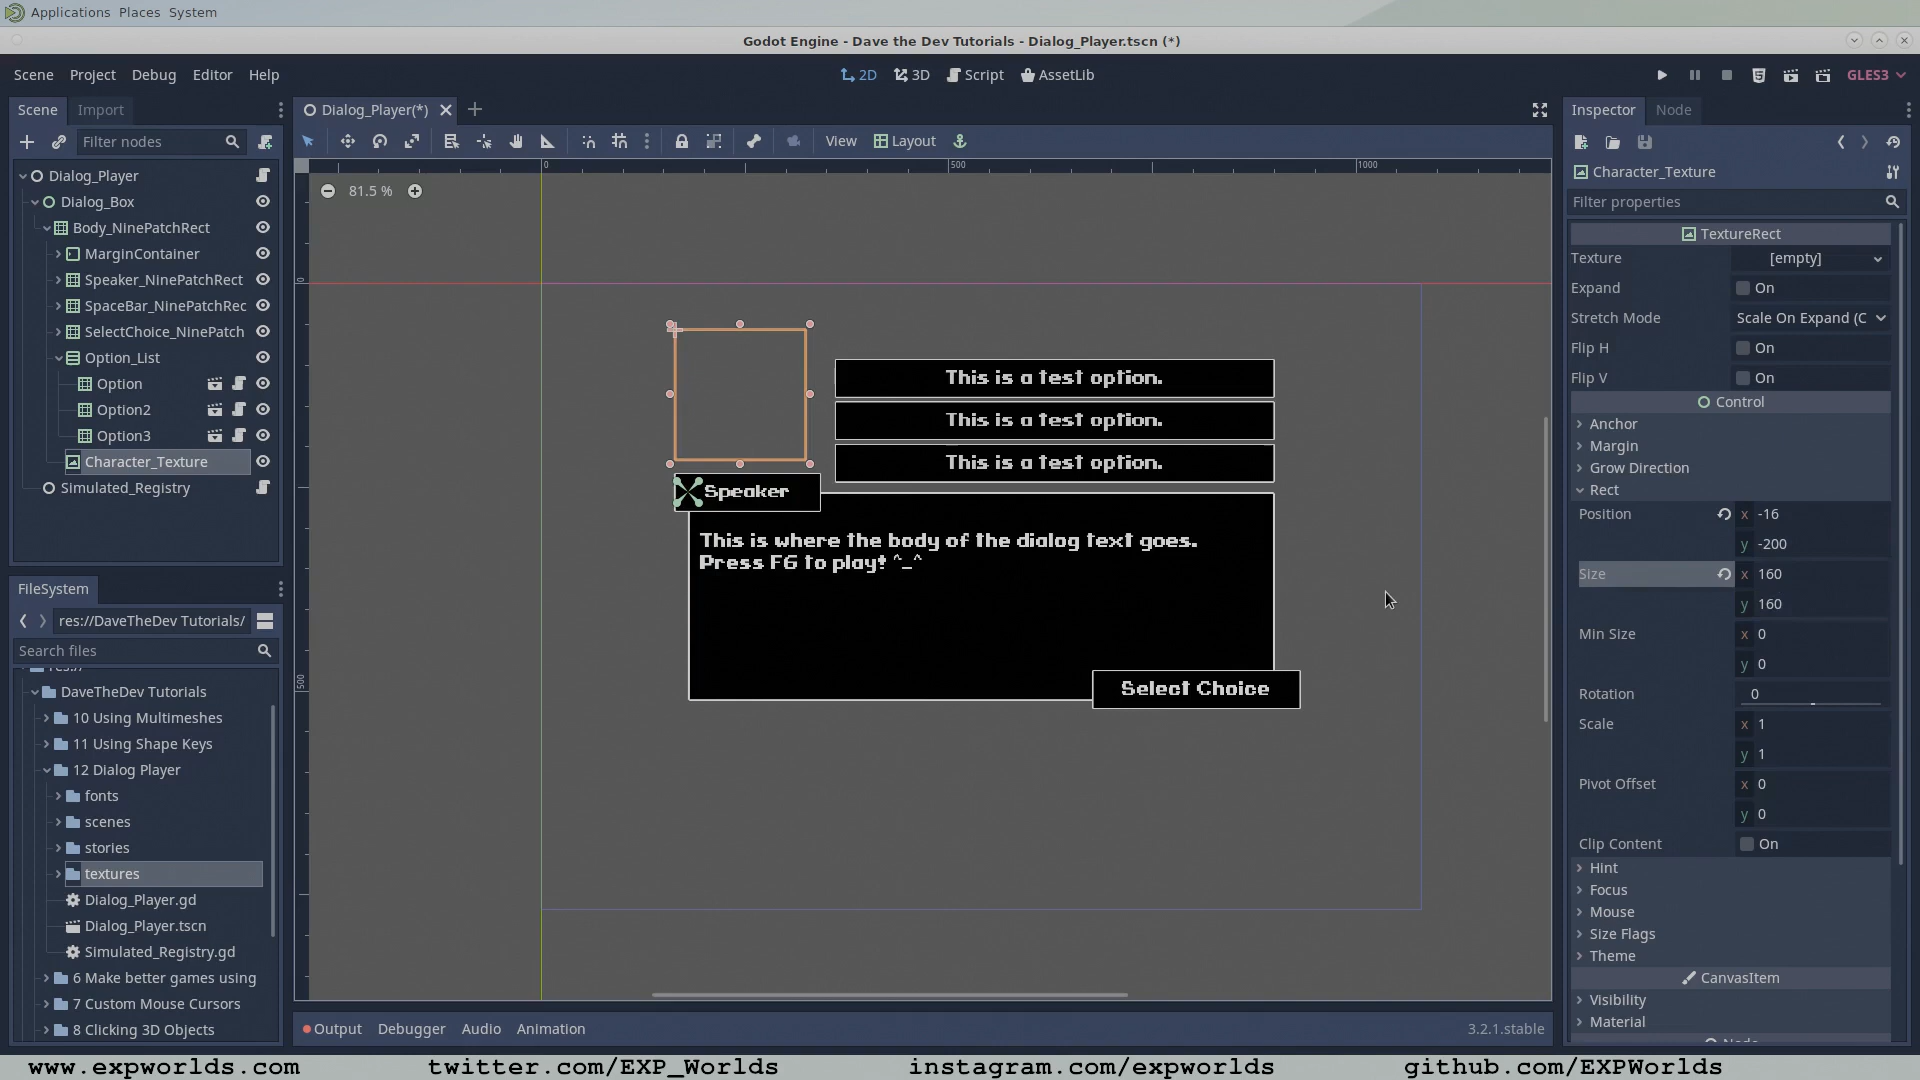 Applications Places System
Godot Engine - Dave the Dev Tutorials - Dialog_Player.tscn (*)
Scene Project Debug Editor Help
2D 3D Script AssetLib
GLES3
Scene Import
Dialog_Player(*)
Inspector Node
Filter nodes
View Layout
Dialog_Player
Dialog_Box
Body_NinePatchRect
MarginContainer
Speaker_NinePatchRect
SpaceBar_NinePatchRec
SelectChoice_NinePatch
Option_List
Option
Option2
Option3
Character_Texture
Simulated_Registry
FileSystem
res://DaveTheDev Tutorials/
Search files
DaveTheDev Tutorials
10 Using Multimeshes
11 Using Shape Keys
12 Dialog Player
fonts
scenes
stories
textures
Dialog_Player.gd
Dialog_Player.tscn
Simulated_Registry.gd
6 Make better games using
7 Custom Mouse Cursors
8 Clicking 3D Objects
0 500 1000
0
500
81.5 %
This is a test option.
This is a test option.
This is a test option.
Speaker
This is where the body of the dialog text goes.
Press F6 to play! ^_^
Select Choice
Output Debugger Audio Animation
3.2.1.stable
Character_Texture
Filter properties
TextureRect
Texture [empty]
Expand On
Stretch Mode Scale On Expand (C
Flip H On
Flip V On
Control
Anchor
Margin
Grow Direction
Rect
Position x -16
y -200
Size x 160
y 160
Min Size x 0
y 0
Rotation 0
Scale x 1
y 1
Pivot Offset x 0
y 0
Clip Content On
Hint
Focus
Mouse
Size Flags
Theme
CanvasItem
Visibility
Material
www.expworlds.com twitter.com/EXP_Worlds instagram.com/expworlds github.com/EXPWorlds